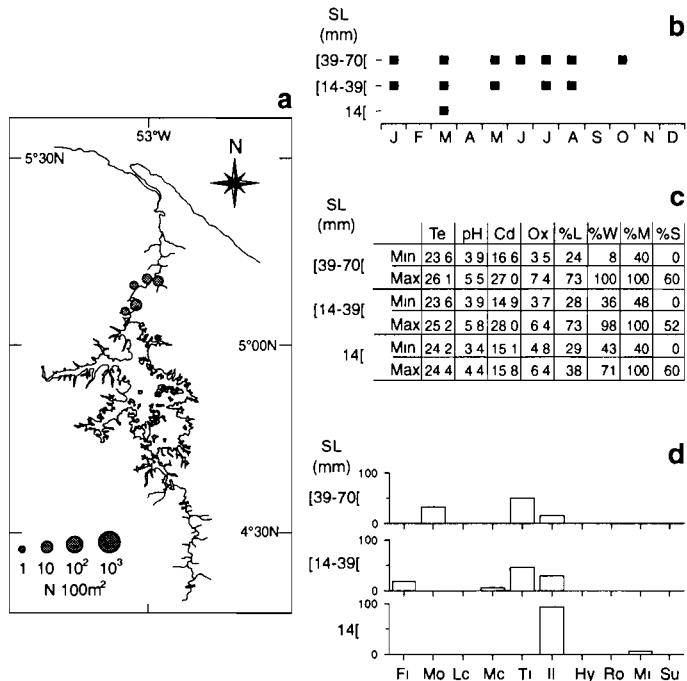 SL
(mm)
b
[39-70[
[14-39[
14[
J F M A M J J A S O N D
a
53°W
5°30N
N
5°00N
4°30N
1 10 10² 10³
N 100m²
c
SL
(mm)
Te pH Cd Ox %L %W %M %S
[39-70[
Min 23 6 3 9 16 6 3 5 24 8 40 0
Max 26 1 5 5 27 0 7 4 73 100 100 60
[14-39[
Min 23 6 3 9 14 9 3 7 28 36 48 0
Max 25 2 5 8 28 0 6 4 73 98 100 52
14[
Min 24 2 3 4 15 1 4 8 29 43 40 0
Max 24 4 4 4 15 8 6 4 38 71 100 60
d
SL
(mm)
100
[39-70[
0
100
[14-39[
0
100
14[
0
Fi Mo Lc Mc Ti Il Hy Ro Mi Su